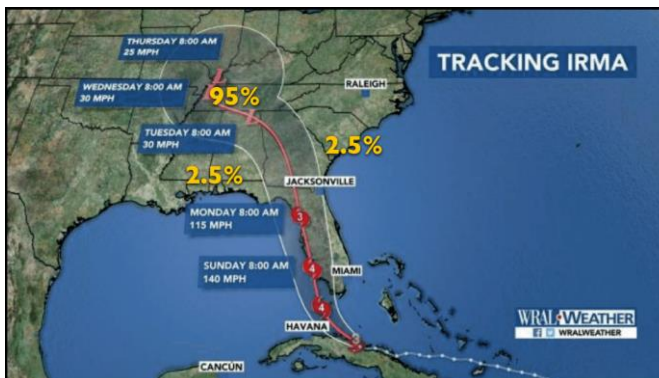 THURSDAY 8:00 AM
25 MPH
TRACKING IRMA
WEDNESDAY 8:00 AM
30 MPH
95%
RALEIGH
TUESDAY 8:00 AM
30 MPH
2.5%
2.5%
JACKSONVILLE
MONDAY 8:00 AM
115 MPH
3
SUNDAY 8:00 AM
140 MPH
4
MIAMI
4
HAVANA
3
WRAL WEATHER
WRALWEATHER
CANCÚN